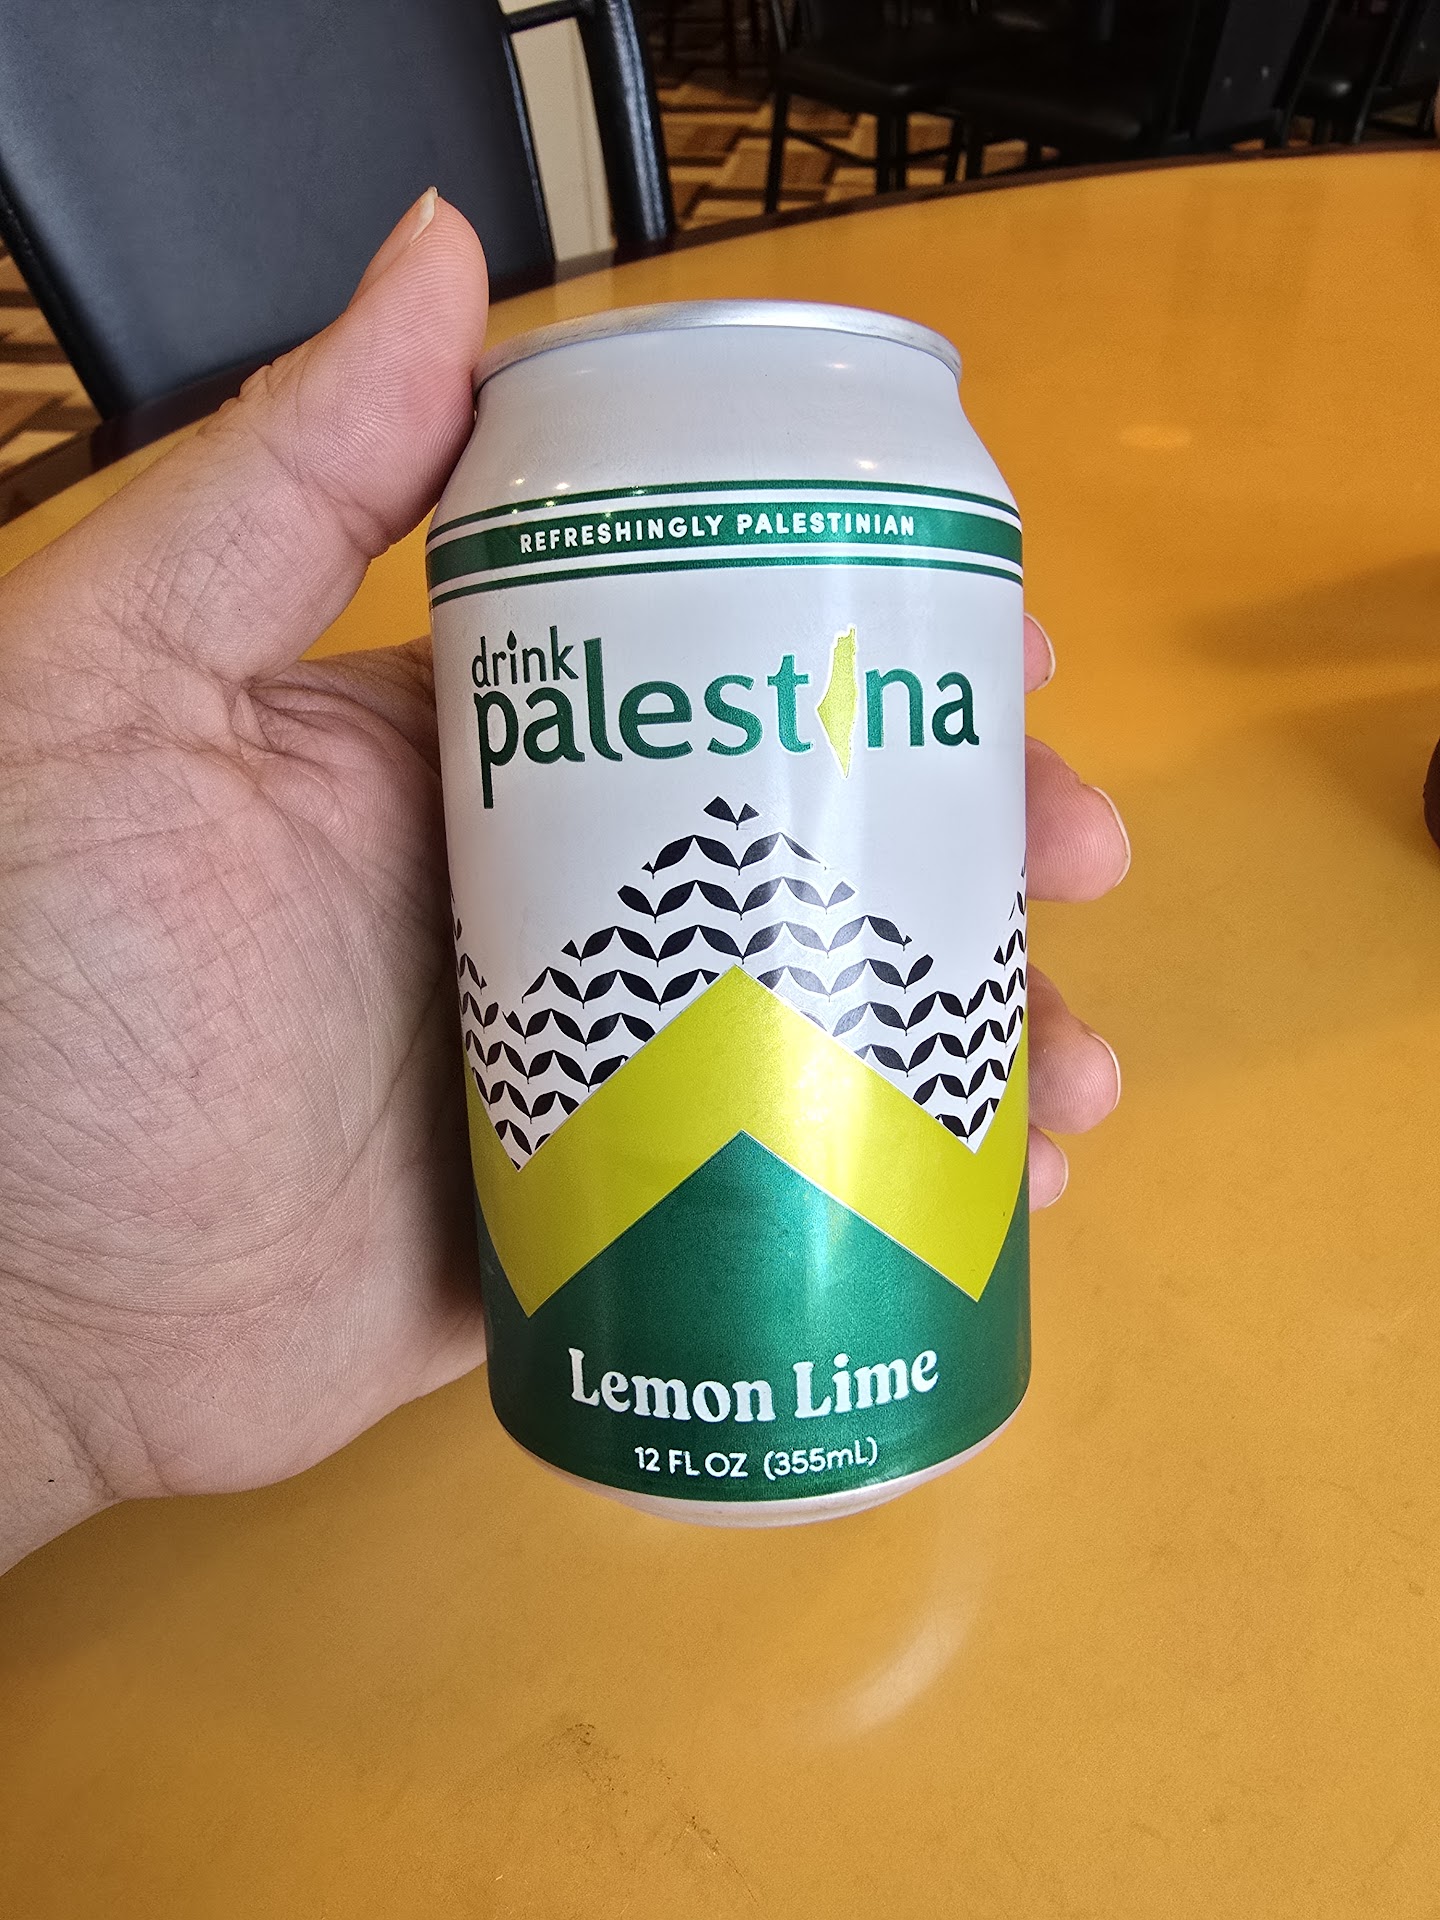 REFRESHINGLY PALESTINIAN
drink
palestina
Lemon Lime
12 FL OZ (355mL)